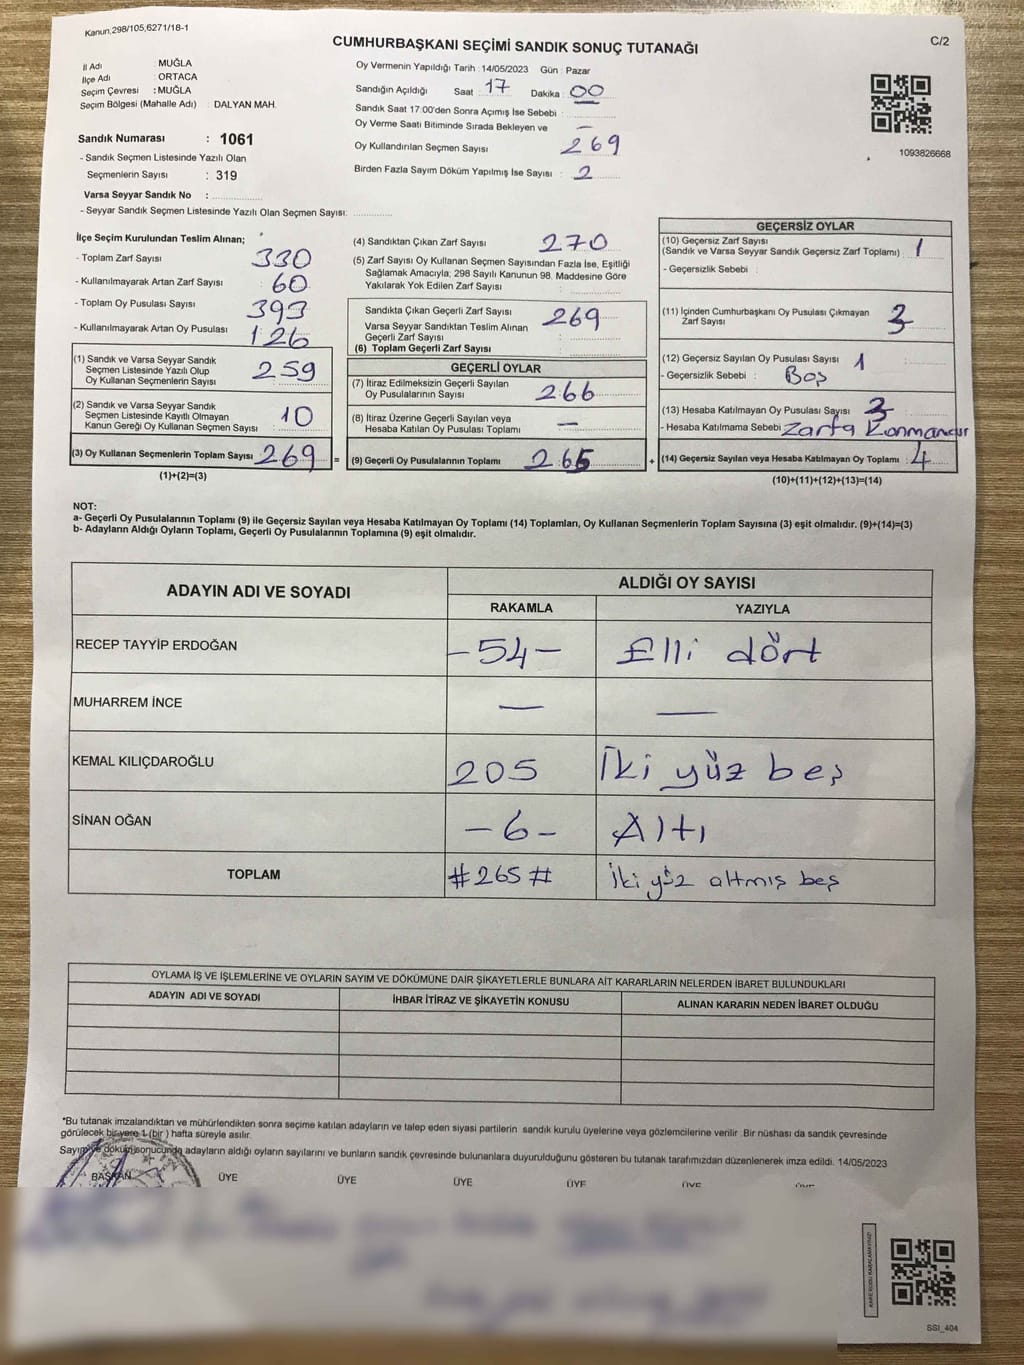 Kanun,298/105,6271/18-1
CUMHURBAŞKANI SEÇİMİ SANDIK SONUÇ TUTANAĞI
C/2
İl Adı MUĞLA
İlçe Adı : ORTACA
Seçim Çevresi : MUĞLA
Seçim Bölgesi (Mahalle Adı) : DALYAN MAH.
Sandık Numarası : 1061
- Sandık Seçmen Listesinde Yazılı Olan
Seçmenlerin Sayısı : 319
Varsa Seyyar Sandık No :
- Seyyar Sandık Seçmen Listesinde Yazılı Olan Seçmen Sayısı:
Oy Vermenin Yapıldığı Tarih : 14/05/2023 Gün : Pazar
Sandığın Açıldığı Saat : 17 Dakika : 00
Sandık Saat 17:00'den Sonra Açımış İse Sebebi :
Oy Verme Saati Bitiminde Sırada Bekleyen ve —
Oy Kullandırılan Seçmen Sayısı 269
Birden Fazla Sayım Döküm Yapılmış İse Sayısı : 2
1093826668
İlçe Seçim Kurulundan Teslim Alınan;
- Toplam Zarf Sayısı 330
- Kullanılmayarak Artan Zarf Sayısı : 60
- Toplam Oy Pusulası Sayısı 393
- Kullanılmayarak Artan Oy Pusulası : 126
(1) Sandık ve Varsa Seyyar Sandık
Seçmen Listesinde Yazılı Olup
Oy Kullanan Seçmenlerin Sayısı : 259
(2) Sandık ve Varsa Seyyar Sandık
Seçmen Listesinde Kayıtlı Olmayan
Kanun Gereği Oy Kullanan Seçmen Sayısı : 10
(3) Oy Kullanan Seçmenlerin Toplam Sayısı : 269 =
(1)+(2)=(3)
(4) Sandıktan Çıkan Zarf Sayısı 270
(5) Zarf Sayısı Oy Kullanan Seçmen Sayısından Fazla İse, Eşitliği
Sağlamak Amacıyla; 298 Sayılı Kanunun 98. Maddesine Göre
Yakılarak Yok Edilen Zarf Sayısı :
Sandıkta Çıkan Geçerli Zarf Sayısı : 269
Varsa Seyyar Sandıktan Teslim Alınan
Geçerli Zarf Sayısı :
(6) Toplam Geçerli Zarf Sayısı :
GEÇERLİ OYLAR
(7) İtiraz Edilmeksizin Geçerli Sayılan
Oy Pusulalarının Sayısı : 266
(8) İtiraz Üzerine Geçerli Sayılan veya
Hesaba Katılan Oy Pusulası Toplamı : —
(9) Geçerli Oy Pusulalarının Toplamı : 265 +
GEÇERSİZ OYLAR
(10) Geçersiz Zarf Sayısı
(Sandık ve Varsa Seyyar Sandık Geçersiz Zarf Toplamı) : 1
- Geçersizlik Sebebi :
(11) İçinden Cumhurbaşkanı Oy Pusulası Çıkmayan
Zarf Sayısı : 3
(12) Geçersiz Sayılan Oy Pusulası Sayısı : 1
- Geçersizlik Sebebi : Boş
(13) Hesaba Katılmayan Oy Pusulası Sayısı : 3
- Hesaba Katılmama Sebebi : Zarfa Konmamıştır
(14) Geçersiz Sayılan veya Hesaba Katılmayan Oy Toplamı : 4
(10)+(11)+(12)+(13)=(14)
NOT:
a- Geçerli Oy Pusulalarının Toplamı (9) ile Geçersiz Sayılan veya Hesaba Katılmayan Oy Toplamı (14) Toplamları, Oy Kullanan Seçmenlerin Toplam Sayısına (3) eşit olmalıdır. (9)+(14)=(3)
b- Adayların Aldığı Oyların Toplamı, Geçerli Oy Pusulalarının Toplamına (9) eşit olmalıdır.
ADAYIN ADI VE SOYADI ALDIĞI OY SAYISI
RAKAMLA YAZIYLA
RECEP TAYYİP ERDOĞAN -54- Elli dört
MUHARREM İNCE — —
KEMAL KILIÇDAROĞLU 205 İki yüz beş
SİNAN OĞAN -6- Altı
TOPLAM #265# İki yüz altmış beş
OYLAMA İŞ VE İŞLEMLERİNE VE OYLARIN SAYIM VE DÖKÜMÜNE DAİR ŞİKAYETLERLE BUNLARA AİT KARARLARIN NELERDEN İBARET BULUNDUKLARI
ADAYIN ADI VE SOYADI İHBAR İTİRAZ VE ŞİKAYETİN KONUSU ALINAN KARARIN NEDEN İBARET OLDUĞU
*Bu tutanak imzalandıktan ve mühürlendikten sonra seçime katılan adayların ve talep eden siyasi partilerin sandık kurulu üyelerine veya gözlemcilerine verilir. Bir nüshası da sandık çevresinde
görülecek bir yere 1 (bir ) hafta süreyle asılır.
Sayım ve döküm sonucunda adayların aldığı oyların sayılarını ve bunların sandık çevresinde bulunanlara duyurulduğunu gösteren bu tutanak tarafımızdan düzenlenerek imza edildi. 14/05/2023
BAŞKAN ÜYE ÜYE ÜYE ÜYE ÜYE
SSİ_404